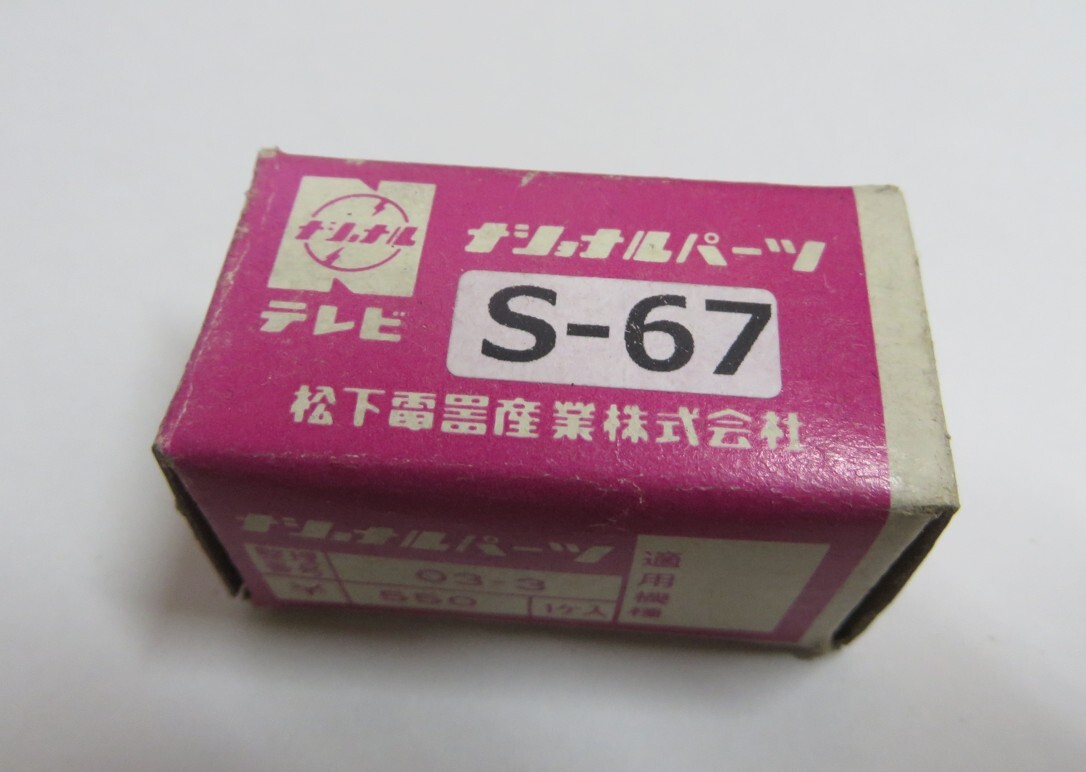 N
ナショナル
テレビ
ナショナルパーツ
S-67
松下電器産業株式会社
ナショナルパーツ
03-3
¥ 550 1ケ入
適用機種